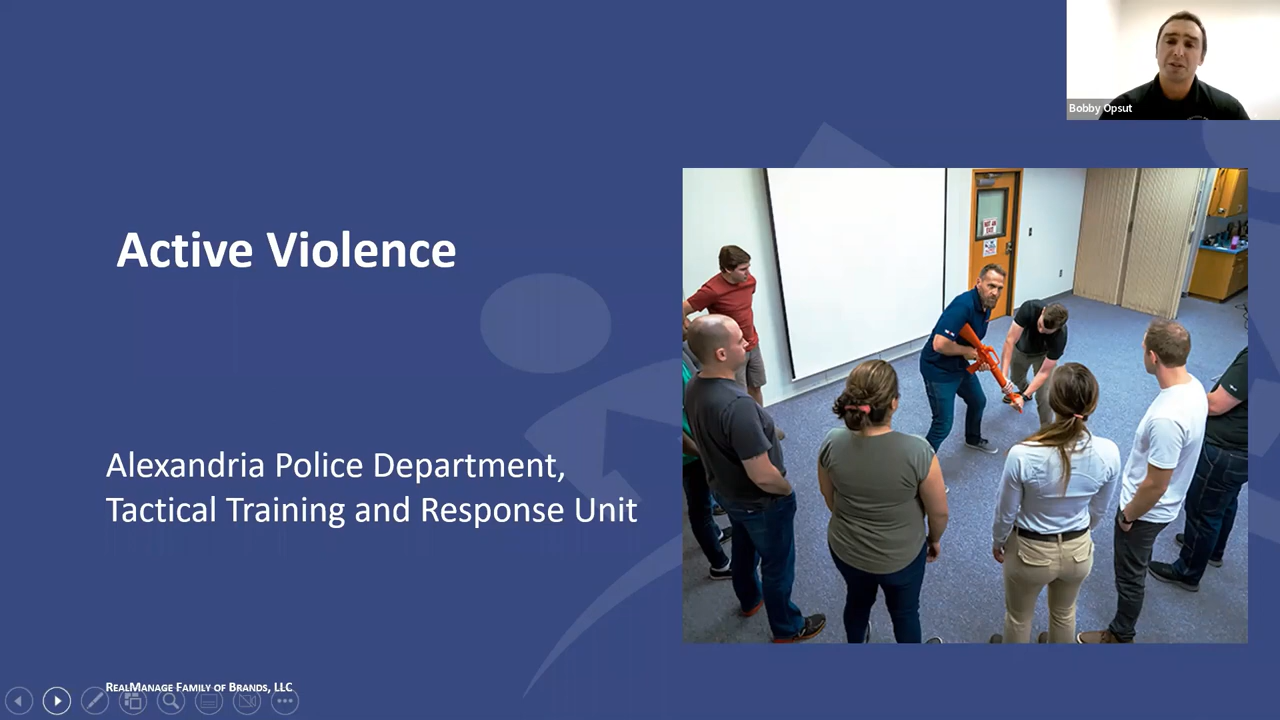 Bobby Opsut
Active Violence
Alexandria Police Department,
Tactical Training and Response Unit
RealManage Family of Brands, LLC